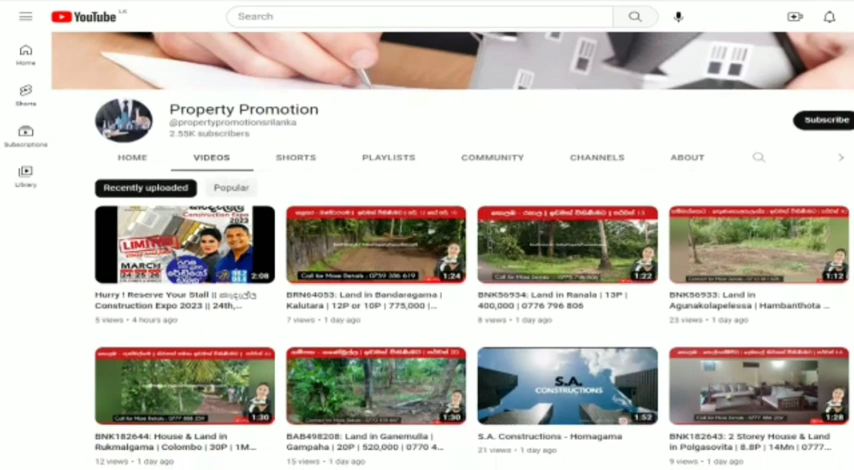 YouTube LK
Search
Home
Shorts
Subscriptions
Library
Property Promotion
@propertypromotionsrilanka
2.55K subscribers
Subscribe
HOME VIDEOS SHORTS PLAYLISTS COMMUNITY CHANNELS ABOUT
Recently uploaded Popular
Construction Expo
2023
LIMITED
MARCH
2:08
1:24
1:22
1:12
Hurry ! Reserve Your Stall ||
Construction Expo 2023 || 24th,...
5 views • 4 hours ago
BRN64053: Land in Bandaragama |
Kalutara | 12P or 10P | 775,000 |...
7 views • 1 day ago
BNK56934: Land in Ranala | 13P |
400,000 | 0776 796 806
8 views • 1 day ago
BNK56933: Land in
Agunakolapelessa | Hambanthota ...
23 views • 1 day ago
1:30
1:30
S.A.
CONSTRUCTIONS
1:52
1:28
BNK182644: House & Land in
Rukmalgama | Colombo | 30P | 1M...
12 views • 1 day ago
BAB498208: Land in Ganemulla |
Gampaha | 20P | 520,000 | 0770 4...
15 views • 1 day ago
S.A. Constructions - Homagama
21 views • 1 day ago
BNK182643: 2 Storey House & Land
in Polgasovita | 8.8P | 14Mn | 0777...
9 views • 1 day ago